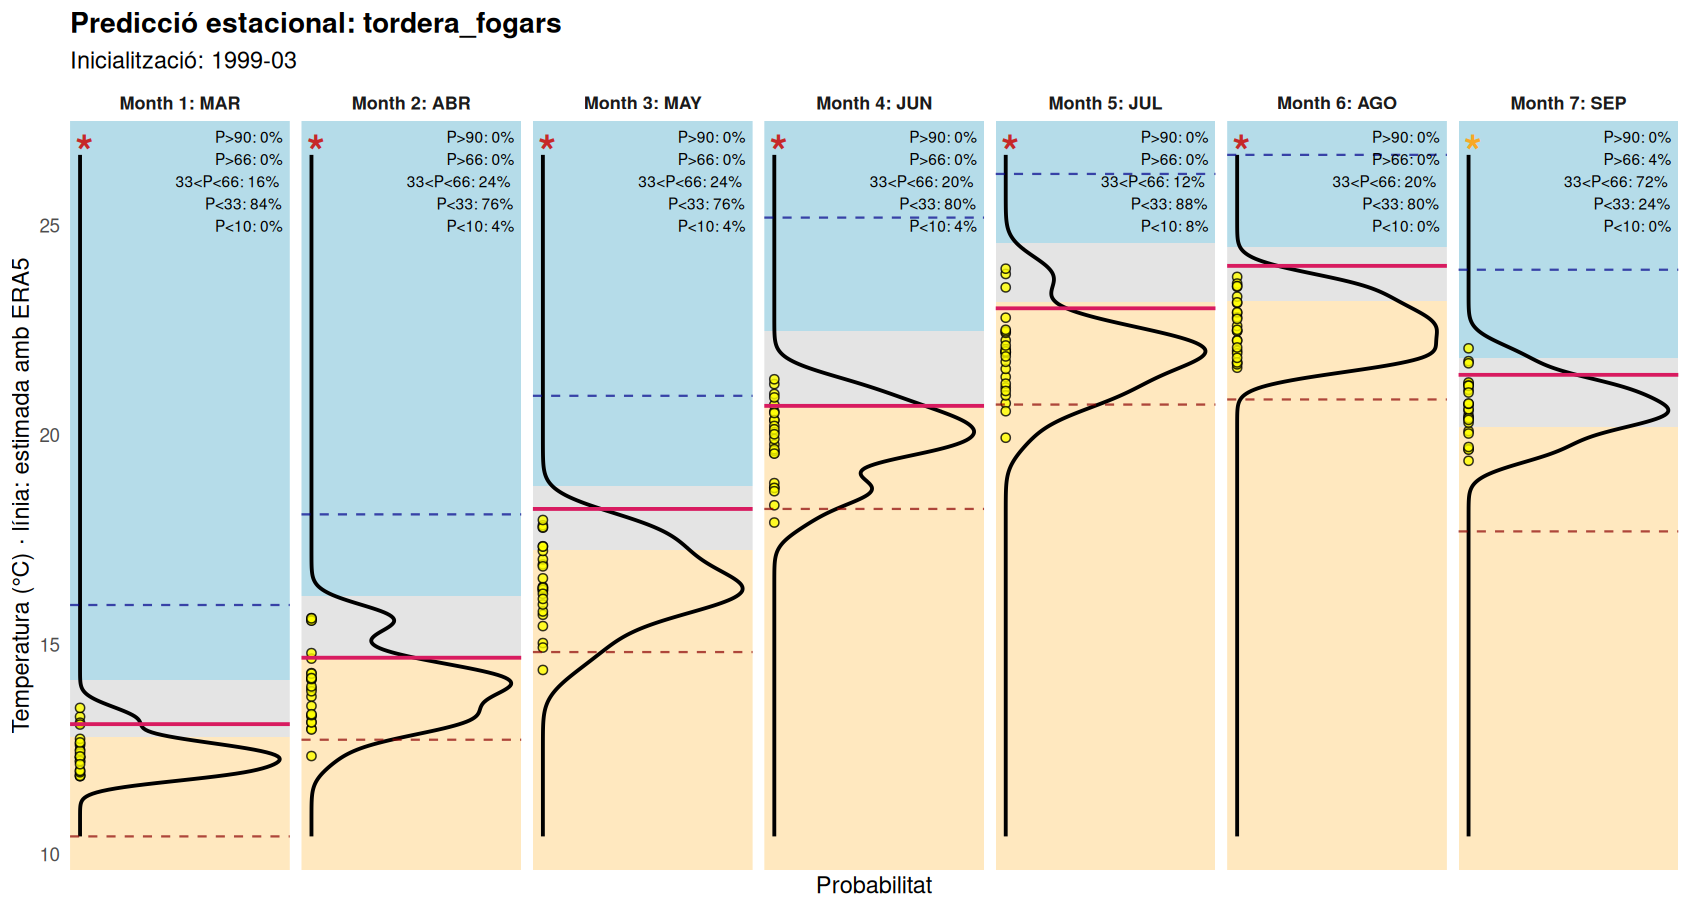 Predicció estacional: tordera_fogars
Inicialització: 1999-03
Month 1: MAR
Month 2: ABR
Month 3: MAY
Month 4: JUN
Month 5: JUL
Month 6: AGO
Month 7: SEP
*
P>90: 0%
P>66: 0%
33<P<66: 16%
P<33: 84%
P<10: 0%
*
P>90: 0%
P>66: 0%
33<P<66: 24%
P<33: 76%
P<10: 4%
*
P>90: 0%
P>66: 0%
33<P<66: 24%
P<33: 76%
P<10: 4%
*
P>90: 0%
P>66: 0%
33<P<66: 20%
P<33: 80%
P<10: 4%
*
P>90: 0%
P>66: 0%
33<P<66: 12%
P<33: 88%
P<10: 8%
*
P>90: 0%
P>66: 0%
33<P<66: 20%
P<33: 80%
P<10: 0%
*
P>90: 0%
P>66: 4%
33<P<66: 72%
P<33: 24%
P<10: 0%
25
20
15
10
Temperatura (°C) · línia: estimada amb ERA5
Probabilitat